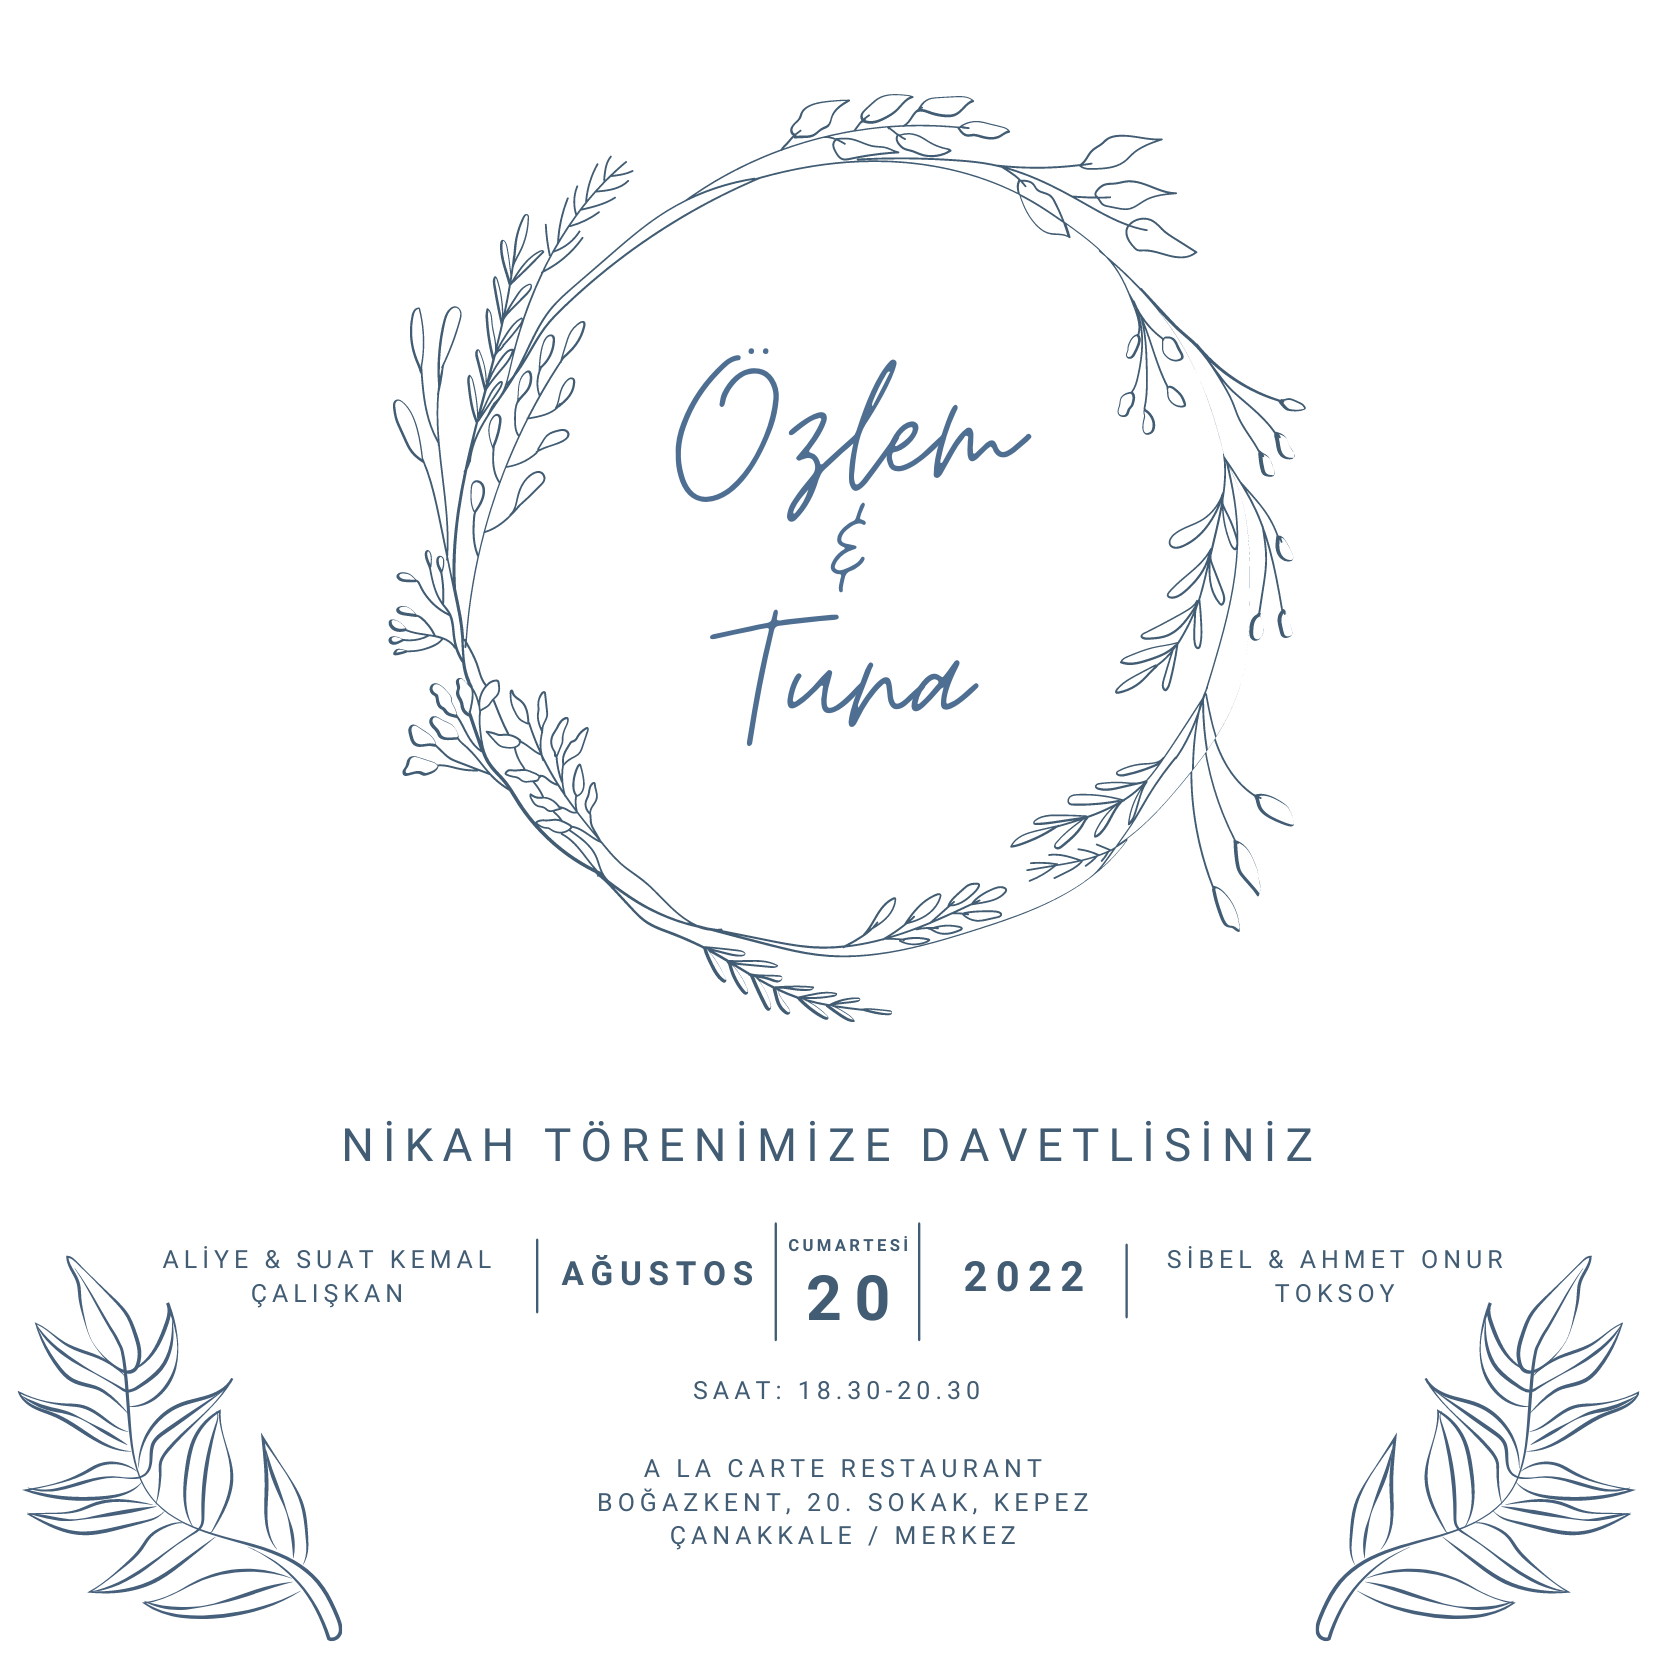 Özlem
&
Tuna
NİKAH TÖRENİMİZE DAVETLİSİNİZ
ALİYE & SUAT KEMAL
ÇALIŞKAN
AĞUSTOS
CUMARTESİ
20
2022
SİBEL & AHMET ONUR
TOKSOY
SAAT: 18.30-20.30
A LA CARTE RESTAURANT
BOĞAZKENT, 20. SOKAK, KEPEZ
ÇANAKKALE / MERKEZ